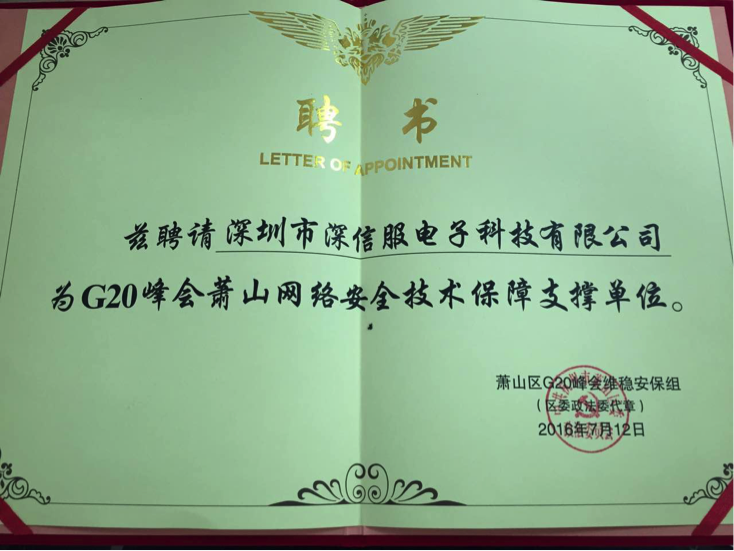 聘书
LETTER OF APPOINTMENT
兹聘请深圳市深信服电子科技有限公司
为G20峰会萧山网络安全技术保障支撑单位。
萧山区G20峰会维稳安保组
（区委政法委代章）
2016年7月12日